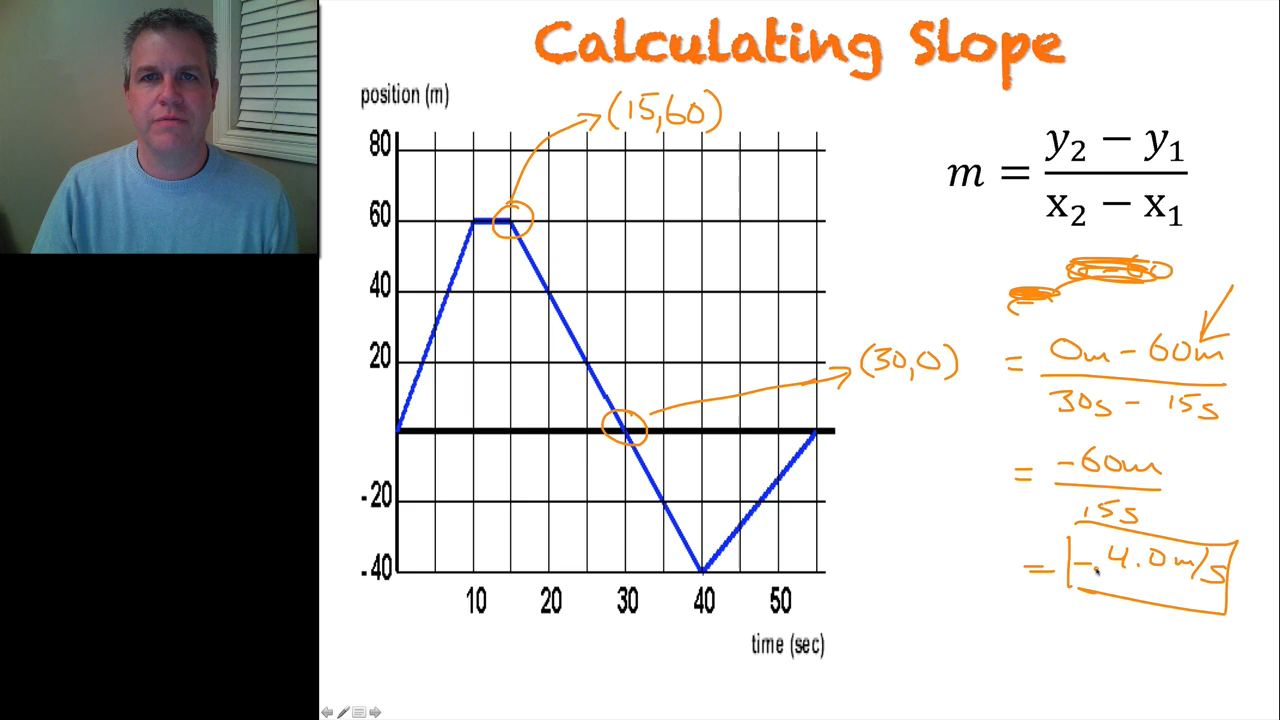 Calculating Slope
position (m)
(15,60)
80
60
40
20
-20
-40
10 20 30 40 50
time (sec)
(30,0)
m = y₂ − y₁
x₂ − x₁
= 0m - 60m
30s - 15s
= -60m
15s
= -4.0m/s